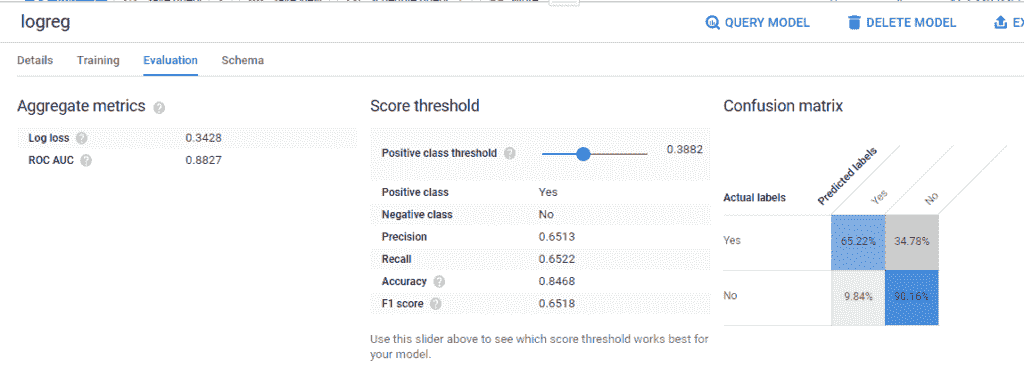 logreg
QUERY MODEL
DELETE MODEL
Details
Training
Evaluation
Schema
Aggregate metrics ?
Log loss ? 0.3428
ROC AUC ? 0.8827
Score threshold
Positive class threshold ? 0.3882
Positive class Yes
Negative class No
Precision 0.6513
Recall 0.6522
Accuracy ? 0.8468
F1 score ? 0.6518
Use this slider above to see which score threshold works best for
your model.
Confusion matrix
Actual labels
Predicted labels
Yes
No
Yes 65.22% 34.78%
No 9.84% 90.16%